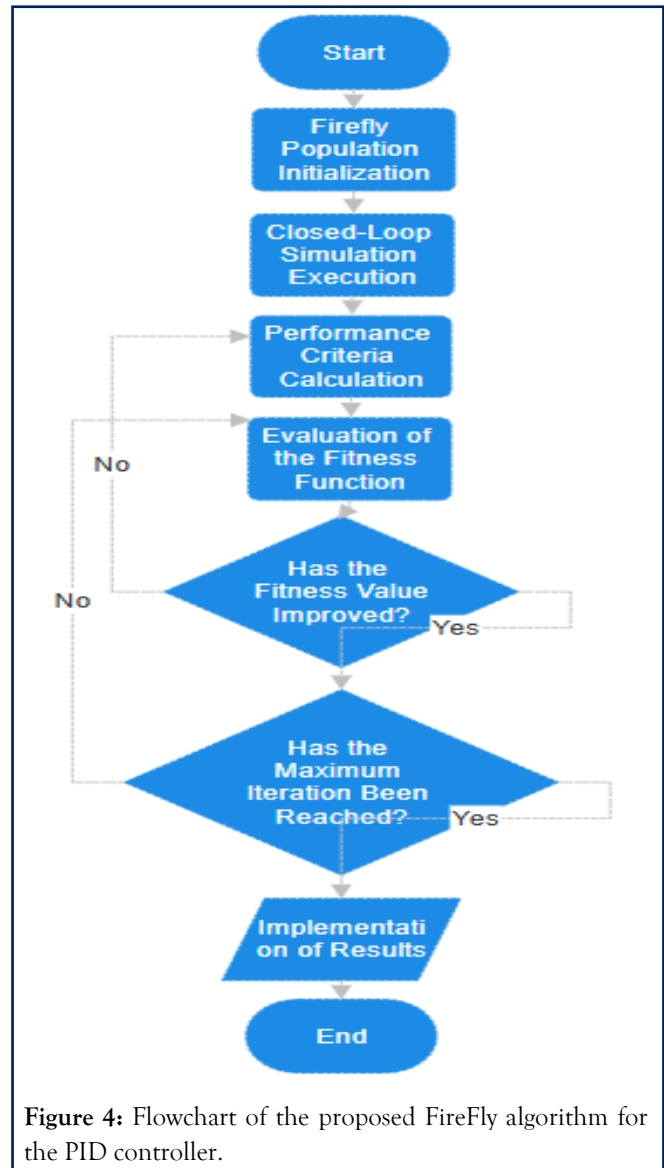 Start
Firefly
Population
Initialization
Closed-Loop
Simulation
Execution
Performance
Criteria
Calculation
Evaluation of
the Fitness
Function
No
Has the
Fitness Value
Improved?
No
Yes
Has the
Maximum
Iteration Been
Reached?
Yes
Implementati
on of Results
End
Figure 4: Flowchart of the proposed FireFly algorithm for
the PID controller.